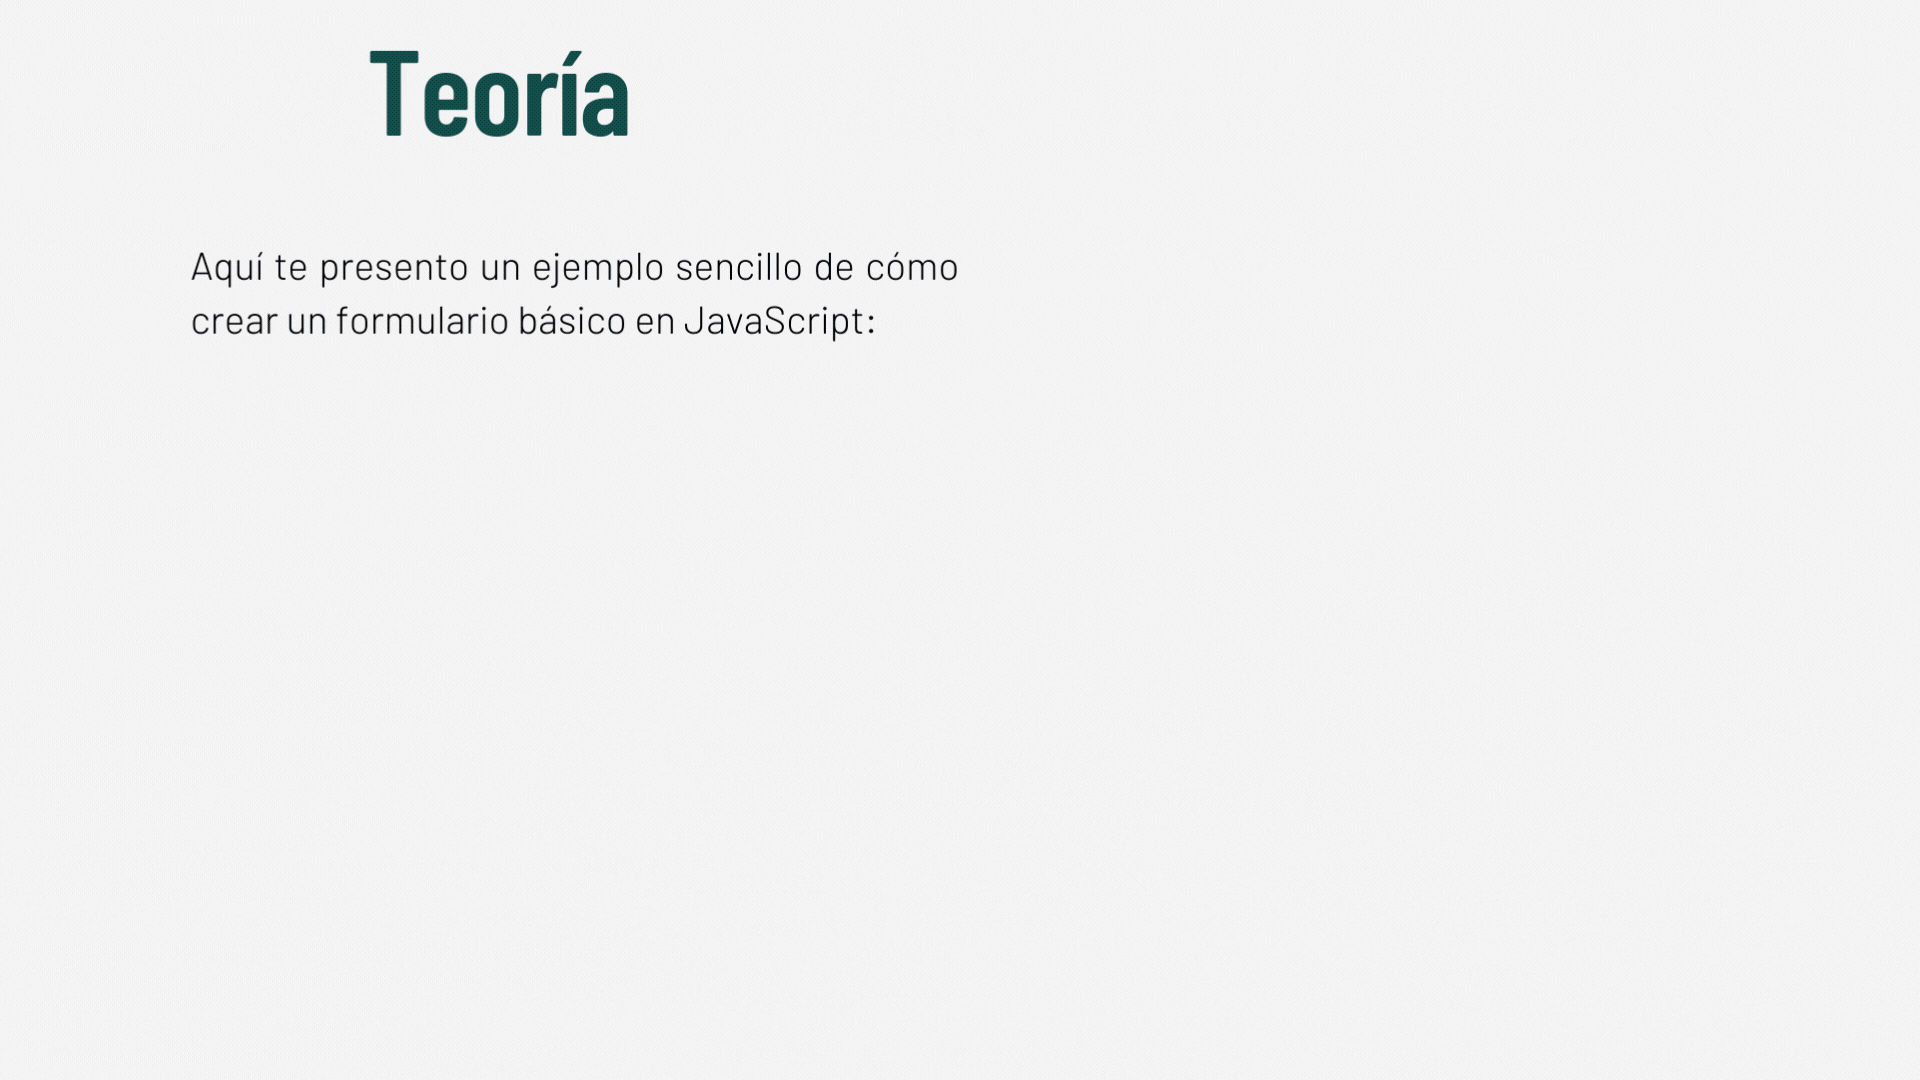 Teoría
Aquí te presento un ejemplo sencillo de cómo
crear un formulario básico en JavaScript: